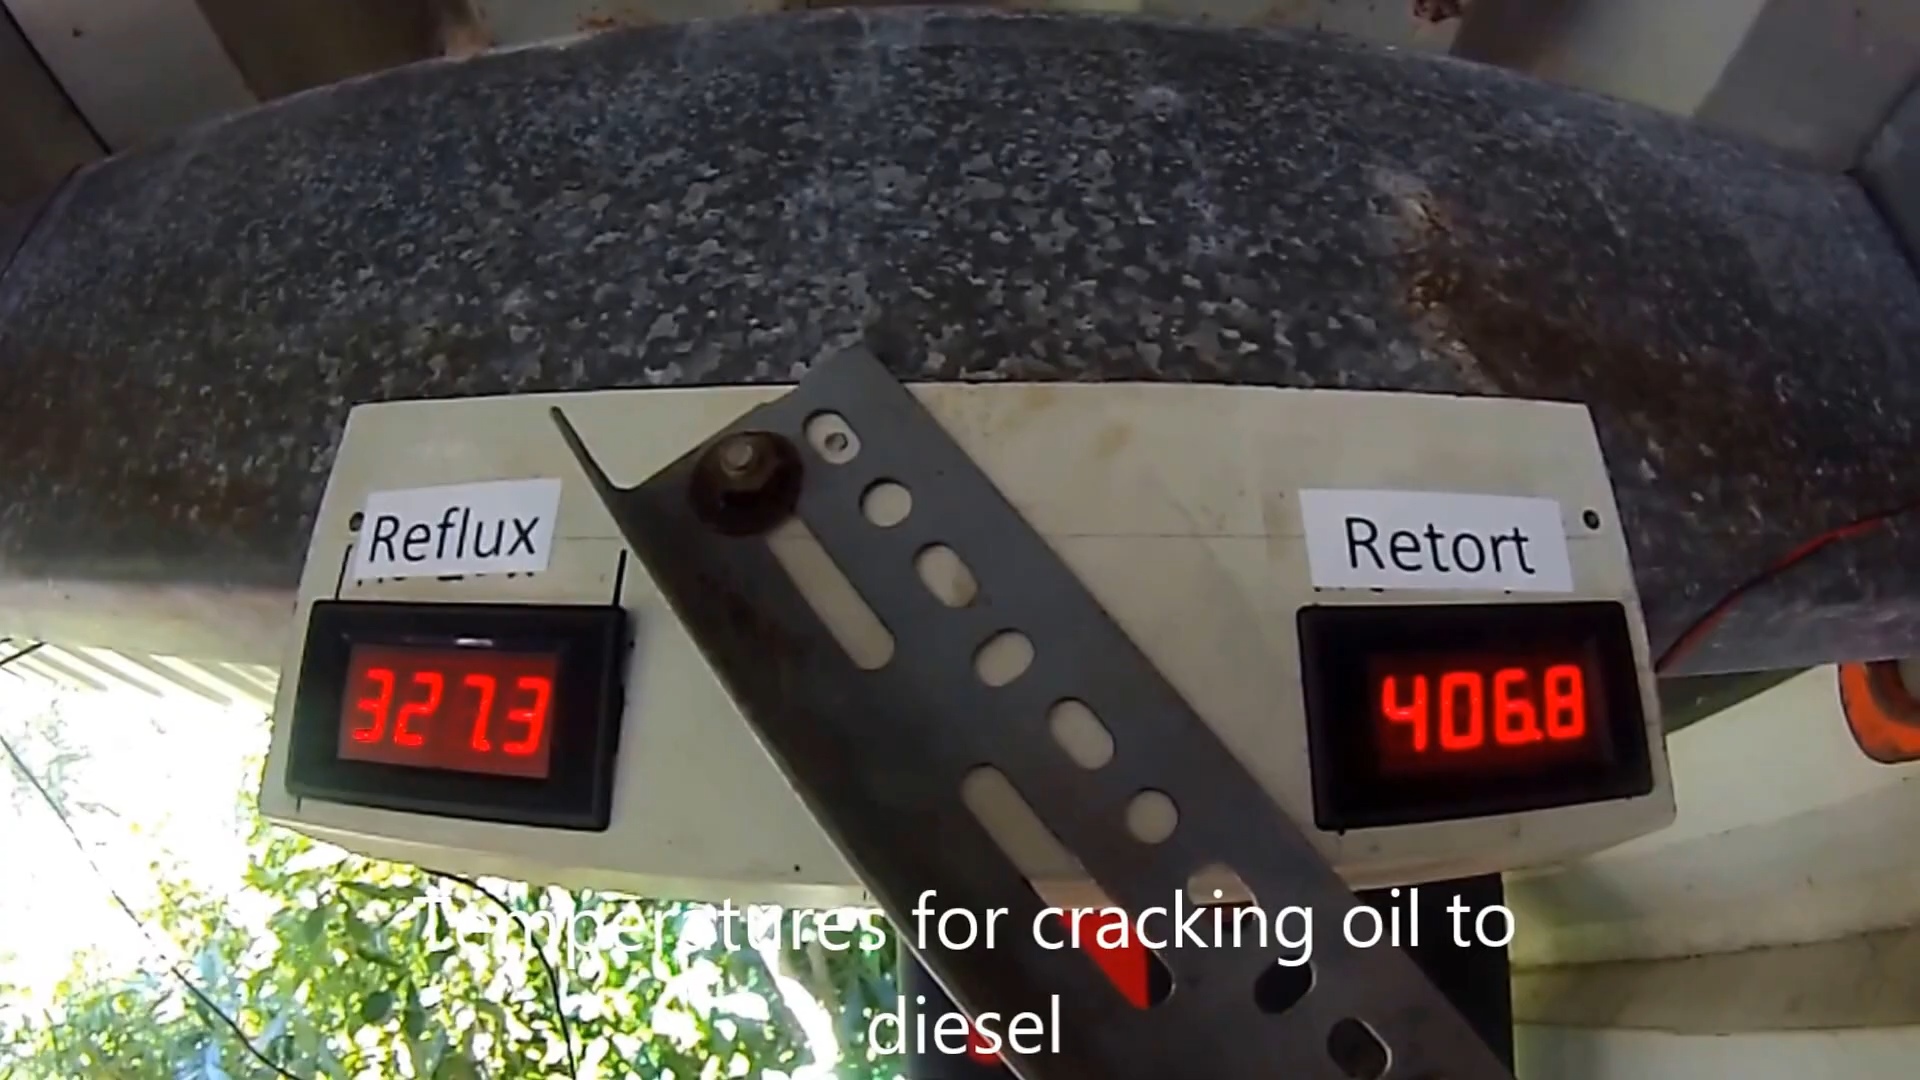 Reflux
Retort
327.3
406.8
Temperatures for cracking oil to
diesel